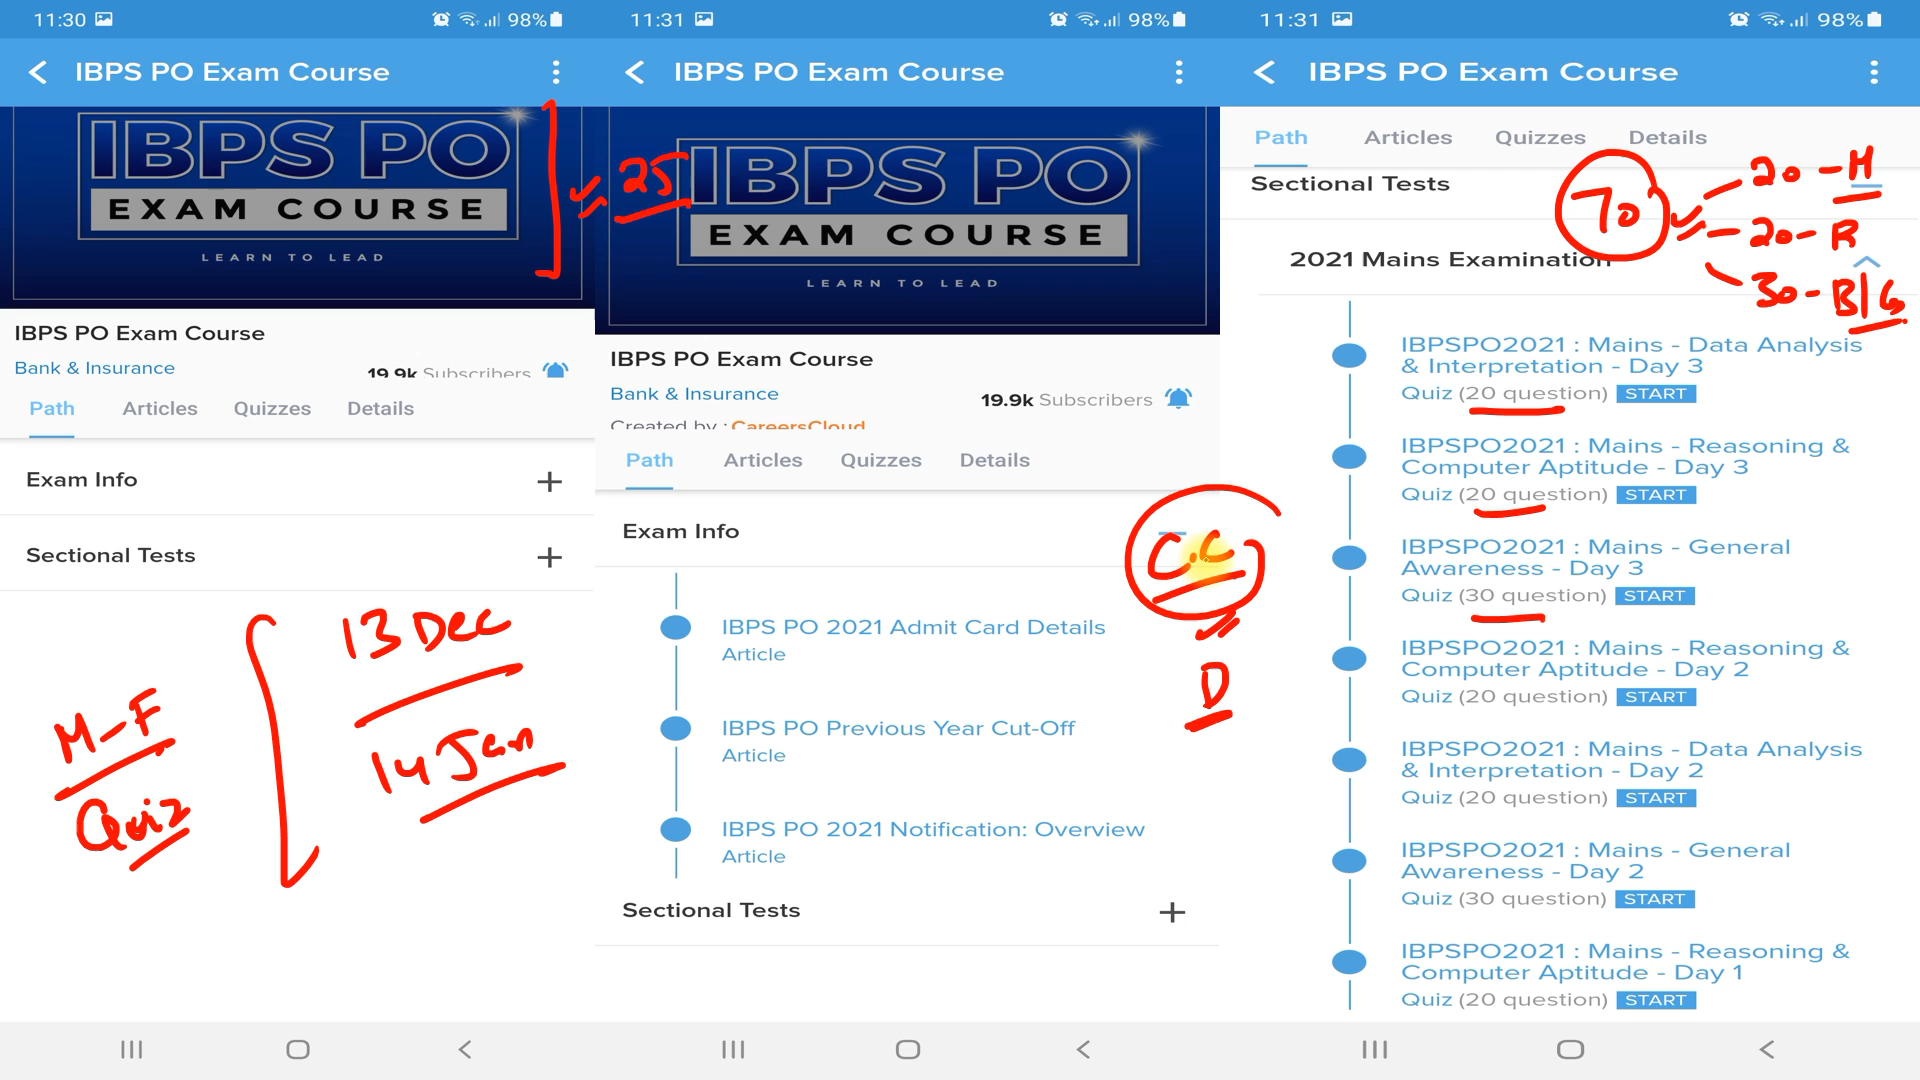 11:30
98%
IBPS PO Exam Course
IBPS PO
EXAM COURSE
LEARN TO LEAD
IBPS PO Exam Course
Bank & Insurance
19.9k Subscribers
Path Articles Quizzes Details
Exam Info
Sectional Tests
13 Dec
14 Jan
M-F
Quiz
11:31
98%
IBPS PO Exam Course
25
IBPS PO
EXAM COURSE
LEARN TO LEAD
IBPS PO Exam Course
Bank & Insurance
19.9k Subscribers
Created by : CareersCloud
Path Articles Quizzes Details
Exam Info
C.C
D
IBPS PO 2021 Admit Card Details
Article
IBPS PO Previous Year Cut-Off
Article
IBPS PO 2021 Notification: Overview
Article
Sectional Tests
11:31
98%
IBPS PO Exam Course
Path Articles Quizzes Details
Sectional Tests
70
20 - M
20 - R
30 - B/G
2021 Mains Examination
IBPSPO2021 : Mains - Data Analysis
& Interpretation - Day 3
Quiz (20 question) START
IBPSPO2021 : Mains - Reasoning &
Computer Aptitude - Day 3
Quiz (20 question) START
IBPSPO2021 : Mains - General
Awareness - Day 3
Quiz (30 question) START
IBPSPO2021 : Mains - Reasoning &
Computer Aptitude - Day 2
Quiz (20 question) START
IBPSPO2021 : Mains - Data Analysis
& Interpretation - Day 2
Quiz (20 question) START
IBPSPO2021 : Mains - General
Awareness - Day 2
Quiz (30 question) START
IBPSPO2021 : Mains - Reasoning &
Computer Aptitude - Day 1
Quiz (20 question) START